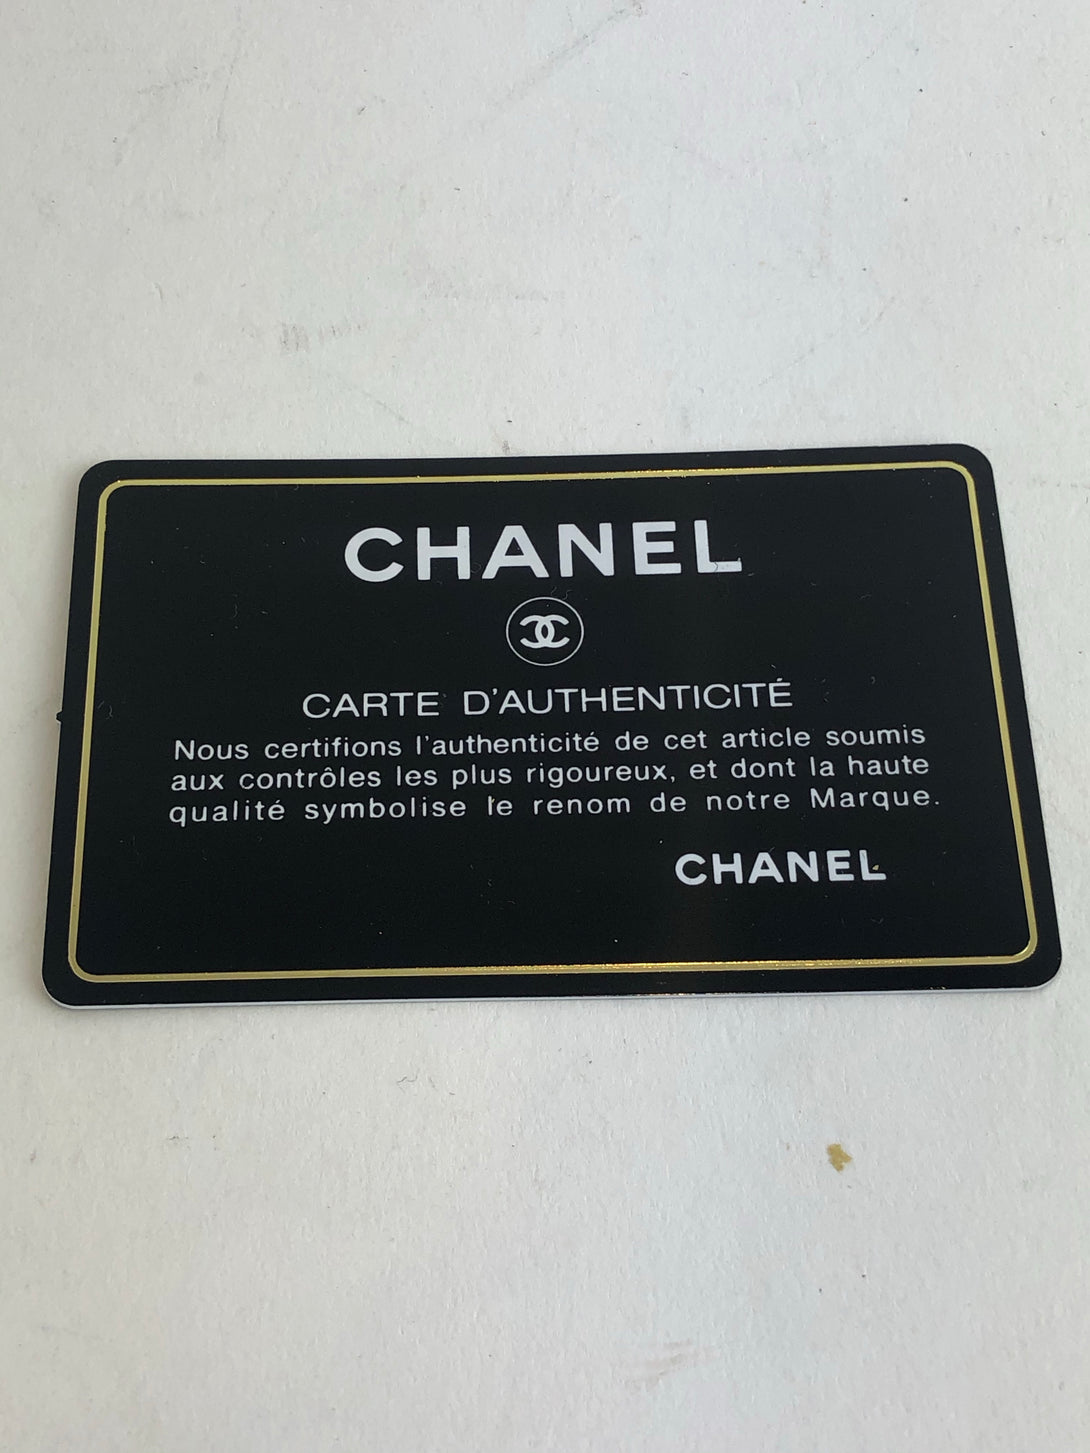 CHANEL
CARTE D'AUTHENTICITÉ
Nous certifions l'authenticité de cet article soumis
aux contrôles les plus rigoureux, et dont la haute
qualité symbolise le renom de notre Marque.
CHANEL